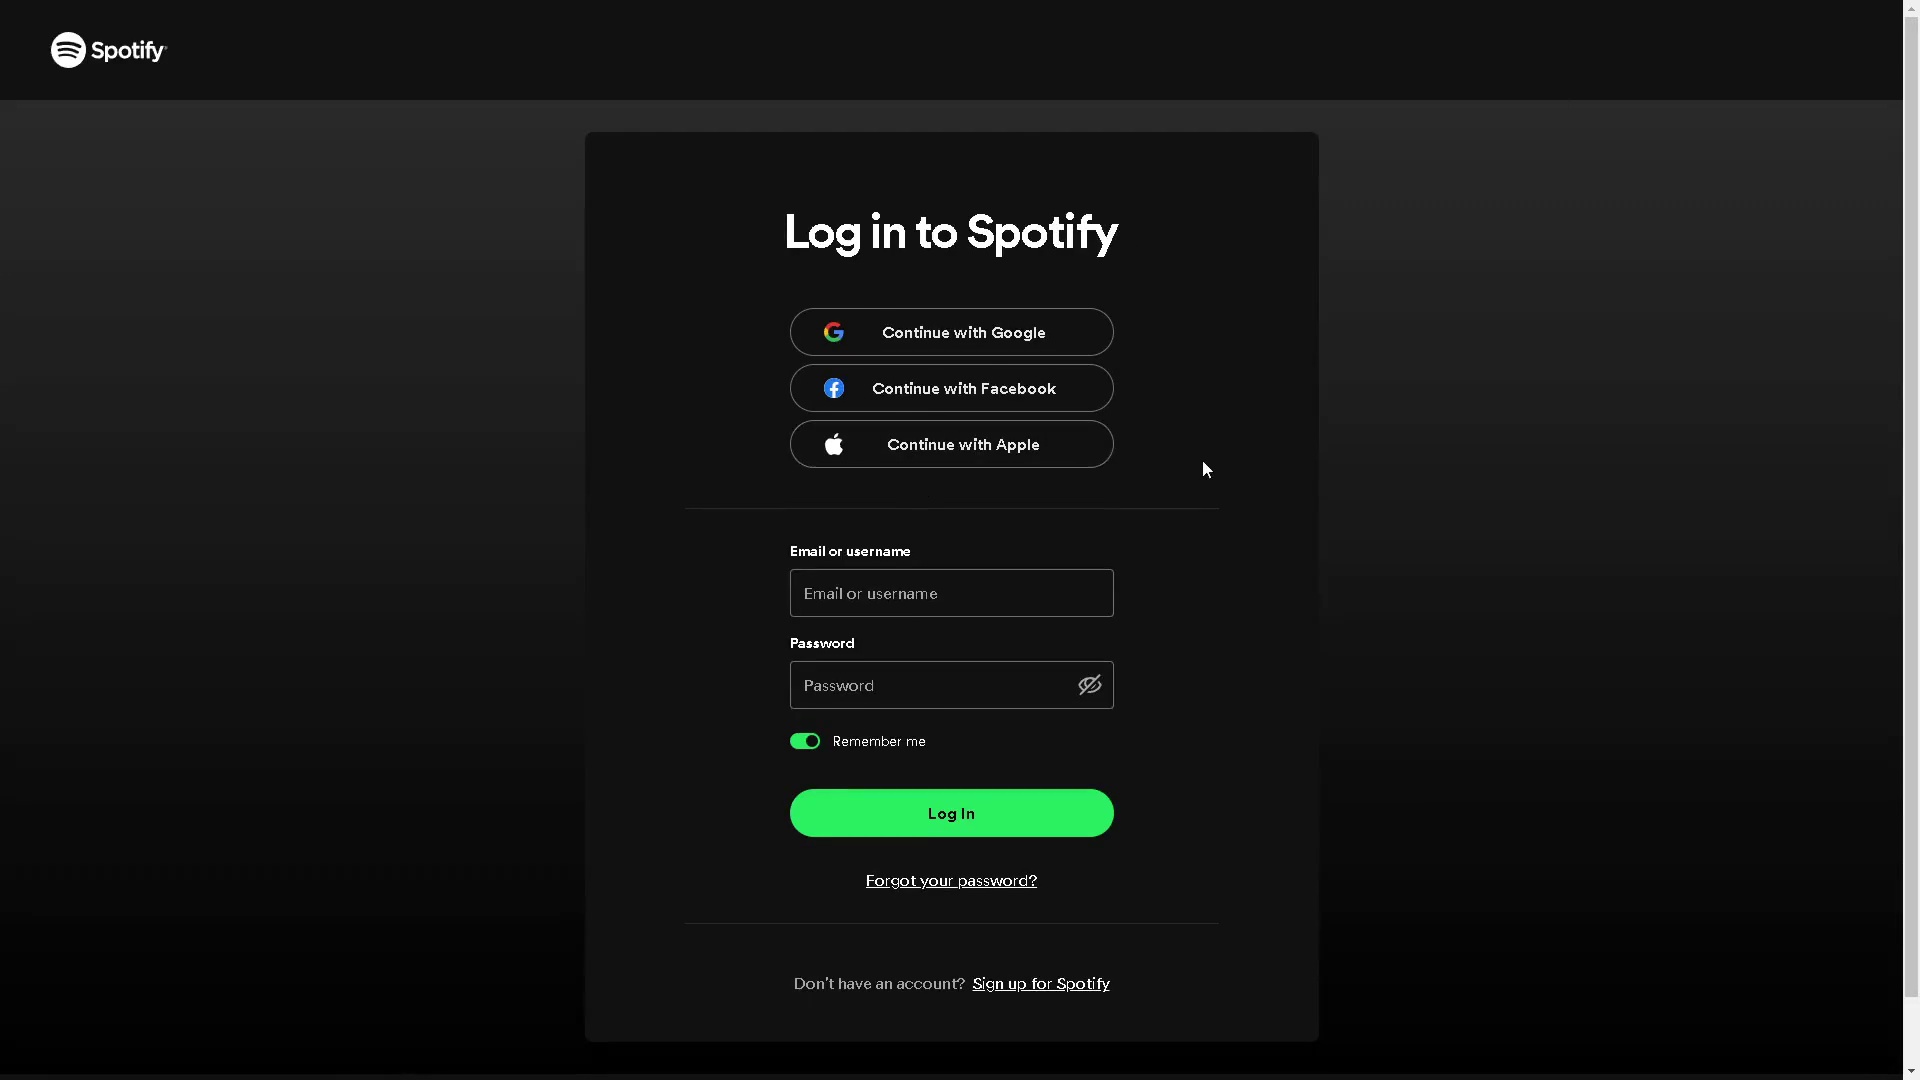 Spotify
Log in to Spotify
Continue with Google
Continue with Facebook
Continue with Apple
Email or username
Email or username
Password
Password
Remember me
Log In
Forgot your password?
Don't have an account? Sign up for Spotify